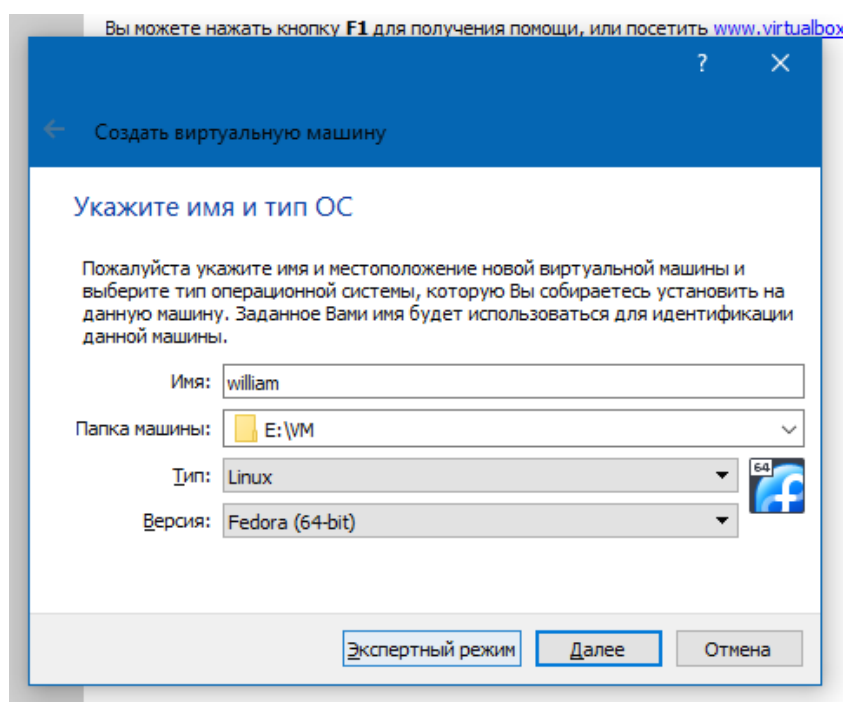 Вы можете нажать кнопку F1 для получения помощи, или посетить www.virtualbox
?
Создать виртуальную машину
Укажите имя и тип ОС
Пожалуйста укажите имя и местоположение новой виртуальной машины и
выберите тип операционной системы, которую Вы собираетесь установить на
данную машину. Заданное Вами имя будет использоваться для идентификации
данной машины.
Имя: william
Папка машины: E:\VM
Тип: Linux 64
Версия: Fedora (64-bit)
Экспертный режим Далее Отмена